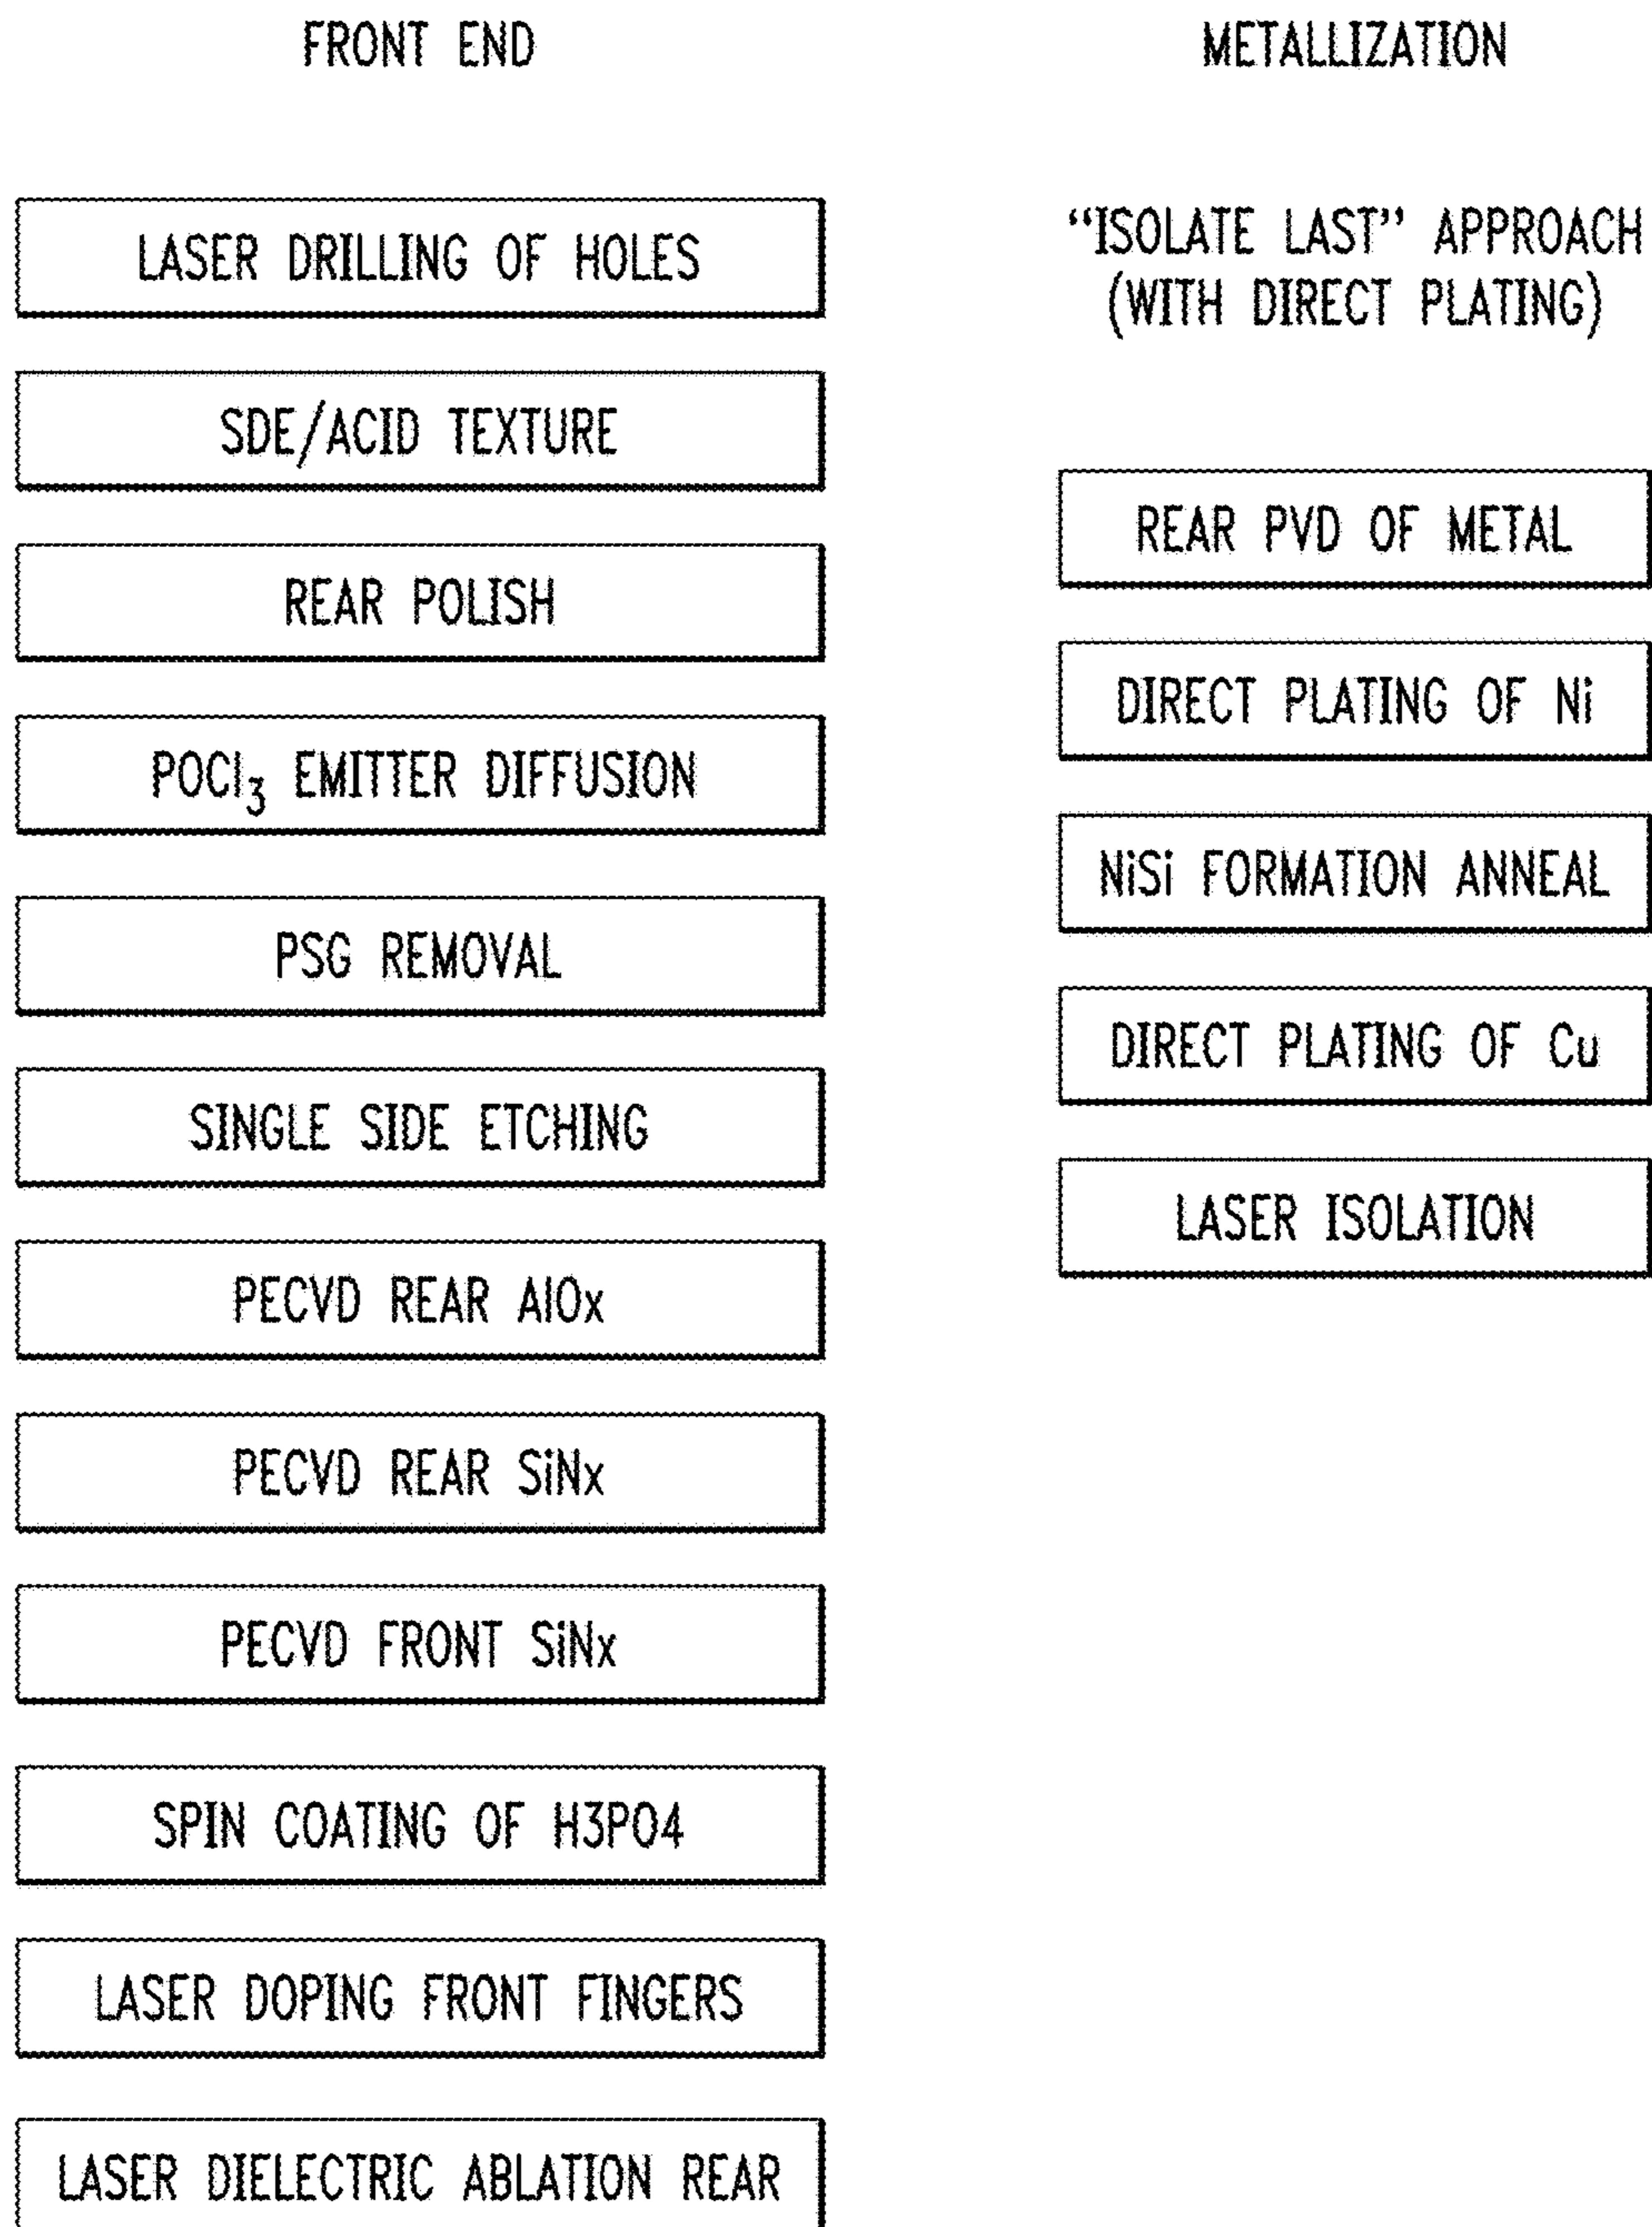 FRONT END
LASER DRILLING OF HOLES
SDE/ACID TEXTURE
REAR POLISH
POCl₃ EMITTER DIFFUSION
PSG REMOVAL
SINGLE SIDE ETCHING
PECVD REAR AlOx
PECVD REAR SiNx
PECVD FRONT SiNx
SPIN COATING OF H3PO4
LASER DOPING FRONT FINGERS
LASER DIELECTRIC ABLATION REAR
METALLIZATION
“ISOLATE LAST” APPROACH
(WITH DIRECT PLATING)
REAR PVD OF METAL
DIRECT PLATING OF Ni
NiSi FORMATION ANNEAL
DIRECT PLATING OF Cu
LASER ISOLATION